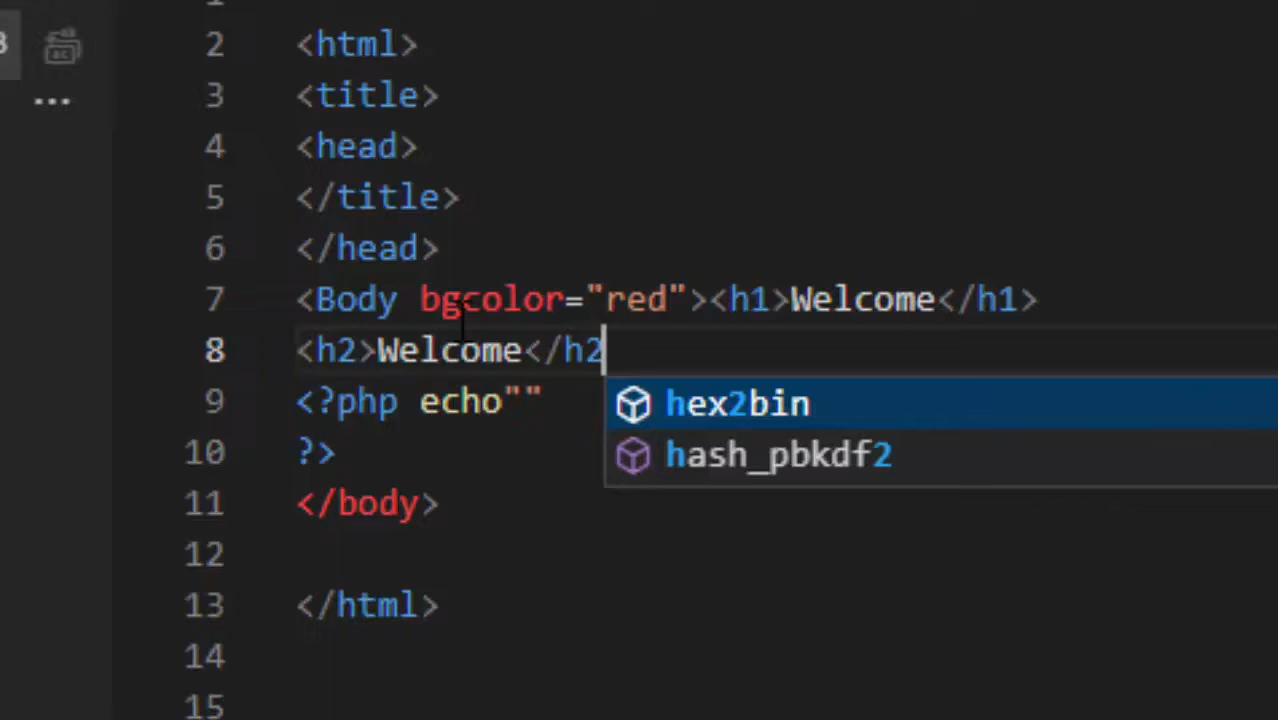 2 <html>
3 <title>
4 <head>
5 </title>
6 </head>
7 <Body bgcolor="red"><h1>Welcome</h1>
8 <h2>Welcome</h2
9 <?php echo""
hex2bin
10 ?>
hash_pbkdf2
11 </body>
12
13 </html>
14
15